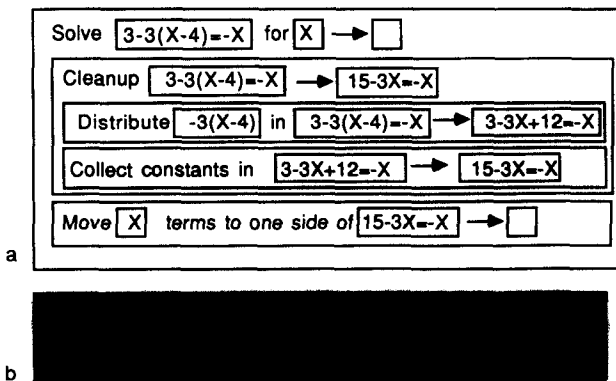 Solve 3-3(X-4)=-X for X →
Cleanup 3-3(X-4)=-X → 15-3X=-X
Distribute -3(X-4) in 3-3(X-4)=-X → 3-3X+12=-X
Collect constants in 3-3X+12=-X → 15-3X=-X
Move X terms to one side of 15-3X=-X →
a
b